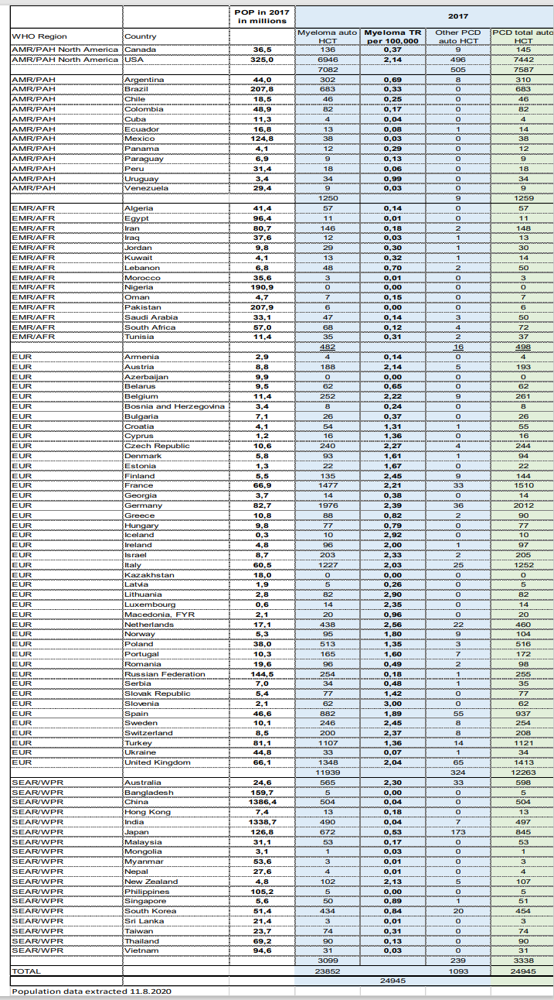 POP in 2017 in millions 2017
WHO Region Country Myeloma auto HCT Myeloma TR per 100,000 Other PCD auto HCT PCD total auto HCT
AMR/PAH North America Canada 36,5 136 0,37 9 145
AMR/PAH North America USA 325,0 6946 2,14 496 7442
7082 505 7587
AMR/PAH Argentina 44,0 302 0,69 8 310
AMR/PAH Brazil 207,8 683 0,33 0 683
AMR/PAH Chile 18,5 46 0,25 0 46
AMR/PAH Colombia 48,9 82 0,17 0 82
AMR/PAH Cuba 11,3 4 0,04 0 4
AMR/PAH Ecuador 16,8 13 0,08 1 14
AMR/PAH Mexico 124,8 38 0,03 0 38
AMR/PAH Panama 4,1 12 0,29 0 12
AMR/PAH Paraguay 6,9 9 0,13 0 9
AMR/PAH Peru 31,4 18 0,06 0 18
AMR/PAH Uruguay 3,4 34 0,99 0 34
AMR/PAH Venezuela 29,4 9 0,03 0 9
1250 9 1259
EMR/AFR Algeria 41,4 57 0,14 0 57
EMR/AFR Egypt 96,4 11 0,01 0 11
EMR/AFR Iran 80,7 146 0,18 2 148
EMR/AFR Iraq 37,6 12 0,03 1 13
EMR/AFR Jordan 9,8 29 0,30 1 30
EMR/AFR Kuwait 4,1 13 0,32 1 14
EMR/AFR Lebanon 6,8 48 0,70 2 50
EMR/AFR Morocco 35,6 3 0,01 0 3
EMR/AFR Nigeria 190,9 0 0,00 0 0
EMR/AFR Oman 4,7 7 0,15 0 7
EMR/AFR Pakistan 207,9 6 0,00 0 6
EMR/AFR Saudi Arabia 33,1 47 0,14 3 50
EMR/AFR South Africa 57,0 68 0,12 4 72
EMR/AFR Tunisia 11,4 35 0,31 2 37
482 16 498
EUR Armenia 2,9 4 0,14 0 4
EUR Austria 8,8 188 2,14 5 193
EUR Azerbaijan 9,9 0 0,00 0 0
EUR Belarus 9,5 62 0,65 0 62
EUR Belgium 11,4 252 2,22 9 261
EUR Bosnia and Herzegovina 3,4 8 0,24 0 8
EUR Bulgaria 7,1 26 0,37 0 26
EUR Croatia 4,1 54 1,31 1 55
EUR Cyprus 1,2 16 1,36 0 16
EUR Czech Republic 10,6 240 2,27 4 244
EUR Denmark 5,8 93 1,61 1 94
EUR Estonia 1,3 22 1,67 0 22
EUR Finland 5,5 135 2,45 9 144
EUR France 66,9 1477 2,21 33 1510
EUR Georgia 3,7 14 0,38 0 14
EUR Germany 82,7 1976 2,39 36 2012
EUR Greece 10,8 88 0,82 2 90
EUR Hungary 9,8 77 0,79 0 77
EUR Iceland 0,3 10 2,92 0 10
EUR Ireland 4,8 96 2,00 1 97
EUR Israel 8,7 203 2,33 2 205
EUR Italy 60,5 1227 2,03 25 1252
EUR Kazakhstan 18,0 0 0,00 0 0
EUR Latvia 1,9 5 0,26 0 5
EUR Lithuania 2,8 82 2,90 0 82
EUR Luxembourg 0,6 14 2,35 0 14
EUR Macedonia, FYR 2,1 20 0,96 0 20
EUR Netherlands 17,1 438 2,56 22 460
EUR Norway 5,3 95 1,80 9 104
EUR Poland 38,0 513 1,35 3 516
EUR Portugal 10,3 165 1,60 7 172
EUR Romania 19,6 96 0,49 2 98
EUR Russian Federation 144,5 254 0,18 1 255
EUR Serbia 7,0 34 0,48 1 35
EUR Slovak Republic 5,4 77 1,42 0 77
EUR Slovenia 2,1 62 3,00 0 62
EUR Spain 46,6 882 1,89 55 937
EUR Sweden 10,1 246 2,45 8 254
EUR Switzerland 8,5 200 2,37 8 208
EUR Turkey 81,1 1107 1,36 14 1121
EUR Ukraine 44,8 33 0,07 1 34
EUR United Kingdom 66,1 1348 2,04 65 1413
11939 324 12263
SEAR/WPR Australia 24,6 565 2,30 33 598
SEAR/WPR Bangladesh 159,7 5 0,00 0 5
SEAR/WPR China 1386,4 504 0,04 0 504
SEAR/WPR Hong Kong 7,4 13 0,18 0 13
SEAR/WPR India 1338,7 490 0,04 7 497
SEAR/WPR Japan 126,8 672 0,53 173 845
SEAR/WPR Malaysia 31,1 53 0,17 0 53
SEAR/WPR Mongolia 3,1 1 0,03 0 1
SEAR/WPR Myanmar 53,6 3 0,01 0 3
SEAR/WPR Nepal 27,6 4 0,01 0 4
SEAR/WPR New Zealand 4,8 102 2,13 5 107
SEAR/WPR Philippines 105,2 5 0,00 0 5
SEAR/WPR Singapore 5,6 50 0,89 1 51
SEAR/WPR South Korea 51,4 434 0,84 20 454
SEAR/WPR Sri Lanka 21,4 3 0,01 0 3
SEAR/WPR Taiwan 23,7 74 0,31 0 74
SEAR/WPR Thailand 69,2 90 0,13 0 90
SEAR/WPR Vietnam 94,6 31 0,03 0 31
3099 239 3338
TOTAL 23852 1093 24945
24945
Population data extracted 11.8.2020